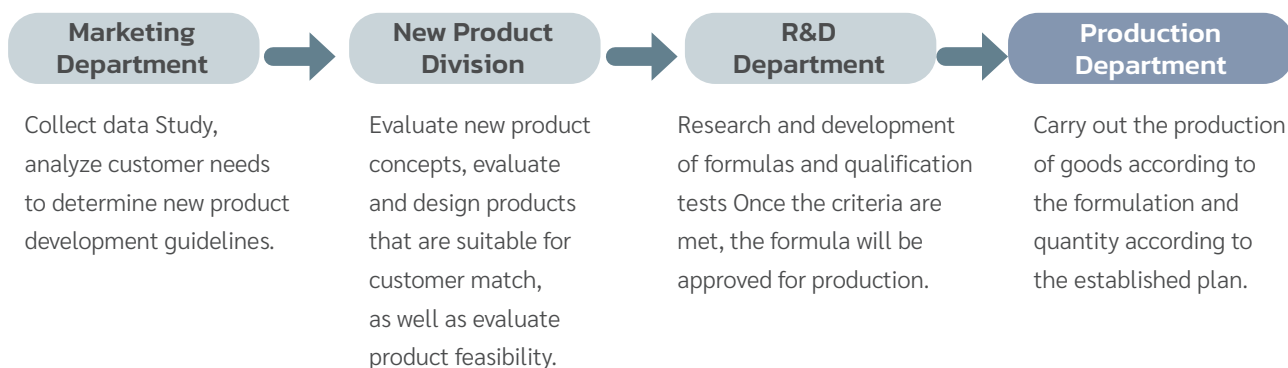 Marketing
Department
New Product
Division
R&D
Department
Production
Department
Collect data Study,
analyze customer needs
to determine new product
development guidelines.
Evaluate new product
concepts, evaluate
and design products
that are suitable for
customer match,
as well as evaluate
product feasibility.
Research and development
of formulas and qualification
tests Once the criteria are
met, the formula will be
approved for production.
Carry out the production
of goods according to
the formulation and
quantity according to
the established plan.